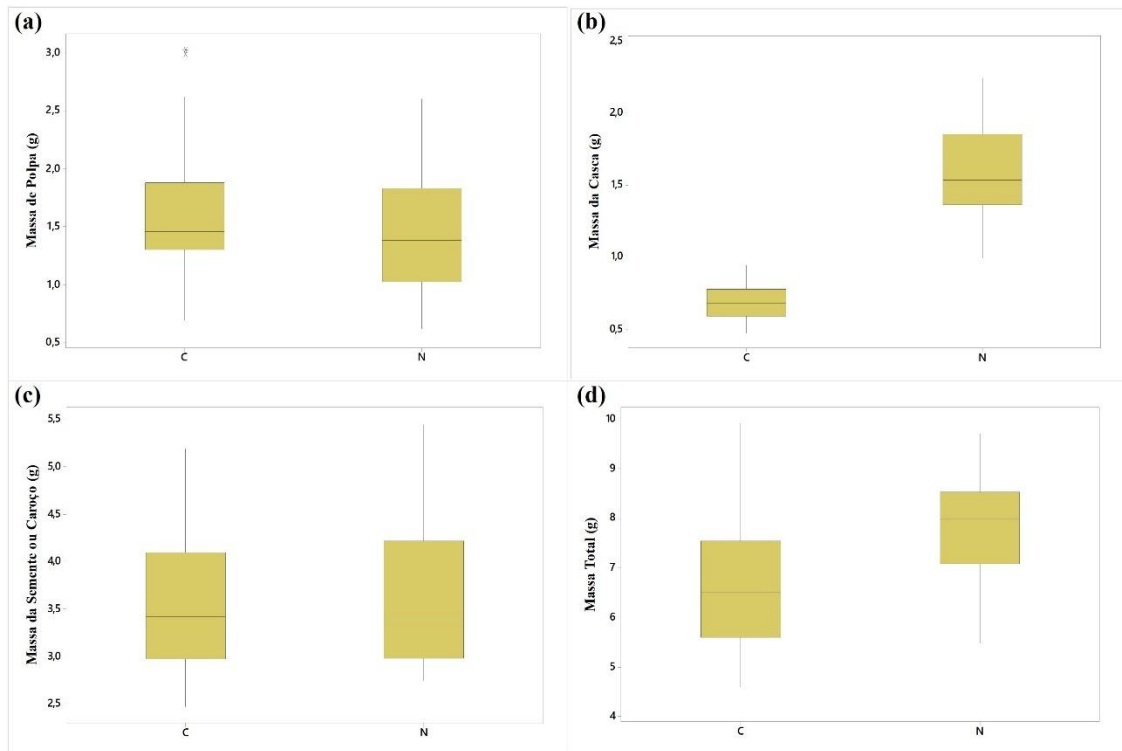 (a)
Massa de Polpa (g)
3,0
2,5
2,0
1,5
1,0
0,5
C
N
(b)
Massa da Casca (g)
2,5
2,0
1,5
1,0
0,5
C
N
(c)
Massa da Semente ou Caroço (g)
5,5
5,0
4,5
4,0
3,5
3,0
2,5
C
N
(d)
Massa Total (g)
10
9
8
7
6
5
4
C
N